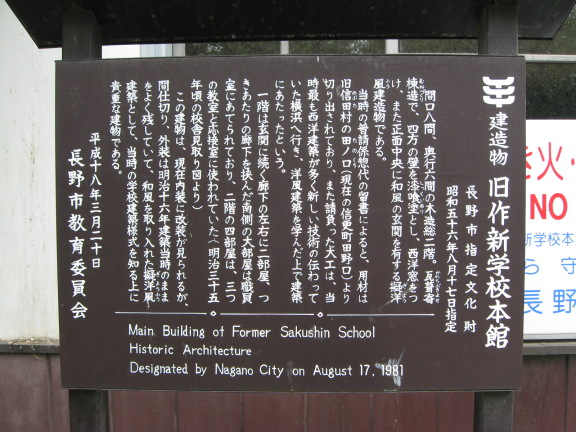 建造物 旧作新学校本館
長野市指定文化財
昭和五十六年八月十七日指定
間口八間、奥行六間の木造総二階。瓦葺寄
棟造で、四方の壁を漆喰塗とし、西洋窓をつ
け、また正面中央に和風の玄関を有する擬洋
風建造物である。
当時の普請係惣代の留書によると、用材は
旧信田村の田ノ口(現在の信更町田野口)より
切り出されており、また請負った大工は、当
時最も西洋建築が多く新しい技術の伝わって
いた横浜へ行き、洋風建築を学んだ上で建築
にあたったという。
一階は玄関に続く廊下の左右に二部屋、つ
きあたりの廊下を挟んだ南側の大部屋は職員
室にあてられており、二階の四部屋は、三つ
の教室と応接室に使われていた(明治三十五
年頃の校舎見取り図より)
この建物は、現在内装に改装が見られるが、
間仕切り、外様は明治十六年建築当時のまま
をよく残していて、和風を取り入れた擬洋風
建築として、当時の学校建築様式を知る上に
貴重な建物である。
平成十八年三月二十日
長野市教育委員会
Main Building of Former Sakushin School
Historic Architecture
Designated by Nagano City on August 17, 1981
き火・
NO
新学校本
ら 守
長野